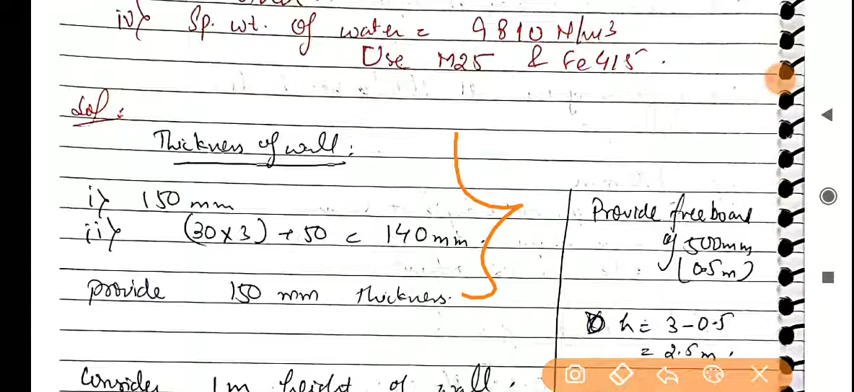 iv) Sp. wt. of water = 9810 N/m3
Use M25 & Fe415.
Sol:
Thickness of wall:
i) 150 mm
ii) (30 x 3) + 50 = 140 mm.
provide 150 mm thickness.
Provide freeboard
of 500mm
(0.5m)
h = 3 - 0.5
= 2.5 m.
Consider 1m height of wall.